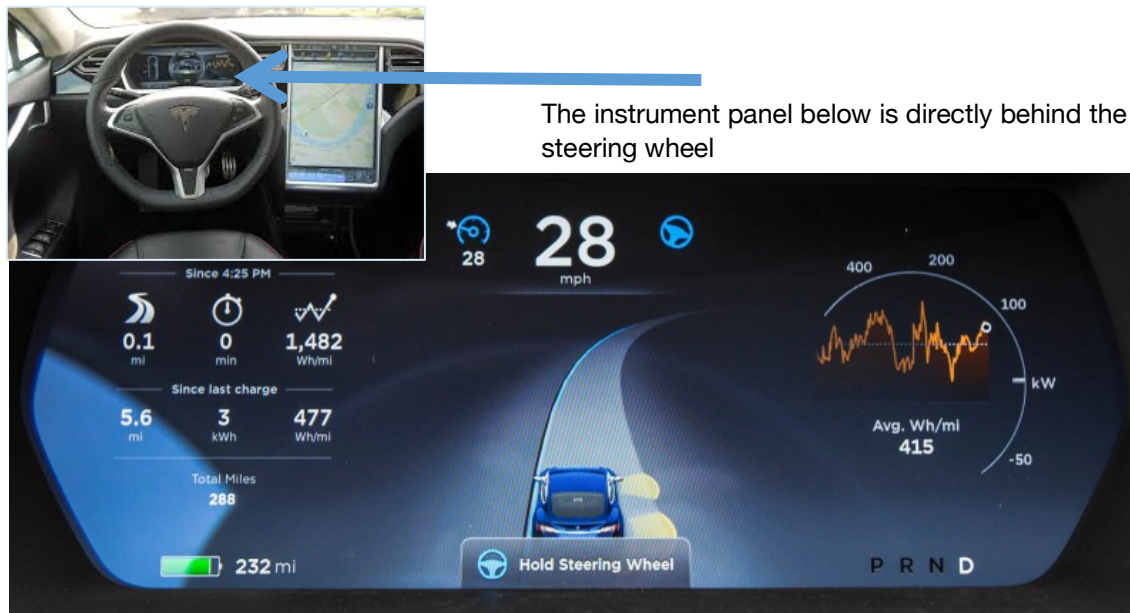 The instrument panel below is directly behind the
steering wheel
28
28
mph
Since 4:25 PM
0.1
0
1,482
mi
min
Wh/mi
Since last charge
5.6
3
477
mi
kWh
Wh/mi
Total Miles
288
232 mi
Hold Steering Wheel
400
200
100
kW
-50
Avg. Wh/mi
415
P R N D